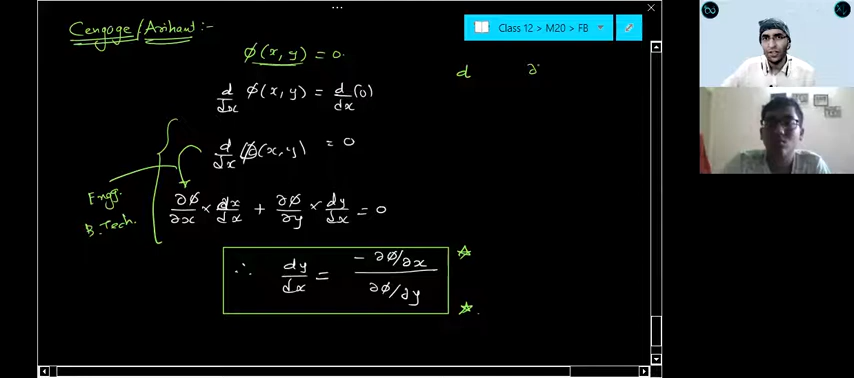 Cengage/Arihant :-
Class 12 > M20 > FB
ϕ(x, y) = 0.
d ∂
d/dx ϕ(x, y) = d/dx (0)
d/dx ϕ(x, y) = 0
Engg.
B.Tech.
∂ϕ/∂x × dx/dx + ∂ϕ/∂y × dy/dx = 0
∴ dy/dx = - ∂ϕ/∂x / ∂ϕ/∂y